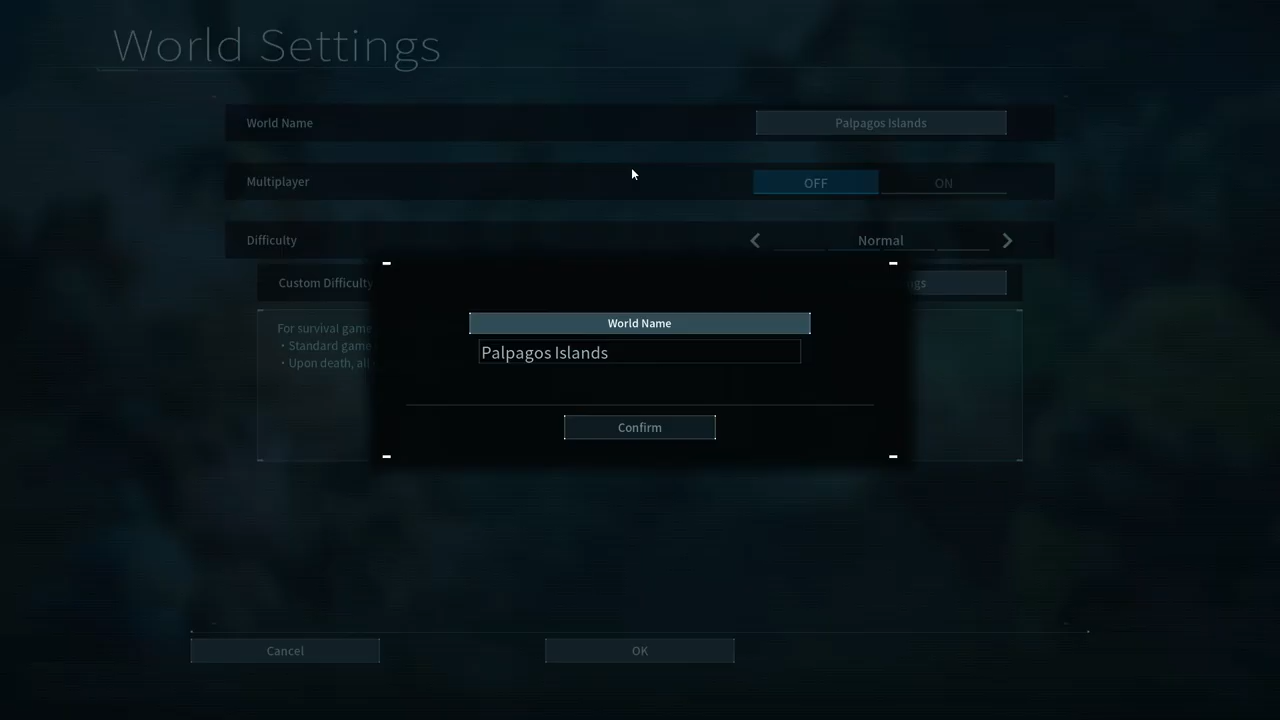 World Settings
World Name
Palpagos Islands
Multiplayer
OFF
ON
Difficulty
Normal
Custom Difficulty
For survival game
・Standard game
・Upon death, all
World Name
Palpagos Islands
Confirm
Cancel
OK